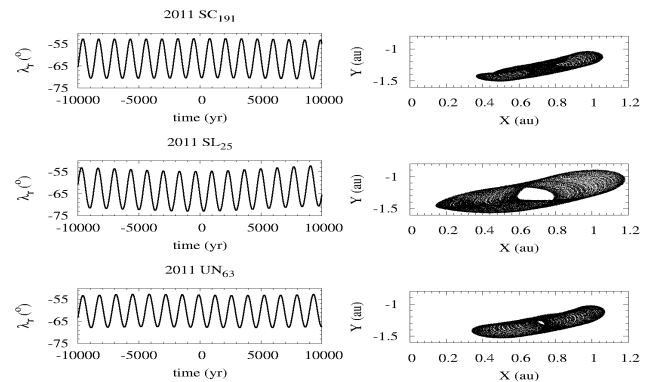 2011 SC191
λr (o)
-55
-65
-75
-10000 -5000 0 5000 10000
time (yr)
Y (au)
-1
-1.5
0 0.2 0.4 0.6 0.8 1 1.2
X (au)
2011 SL25
λr (o)
-55
-65
-75
-10000 -5000 0 5000 10000
time (yr)
Y (au)
-1
-1.5
0 0.2 0.4 0.6 0.8 1 1.2
X (au)
2011 UN63
λr (o)
-55
-65
-75
-10000 -5000 0 5000 10000
time (yr)
Y (au)
-1
-1.5
0 0.2 0.4 0.6 0.8 1 1.2
X (au)